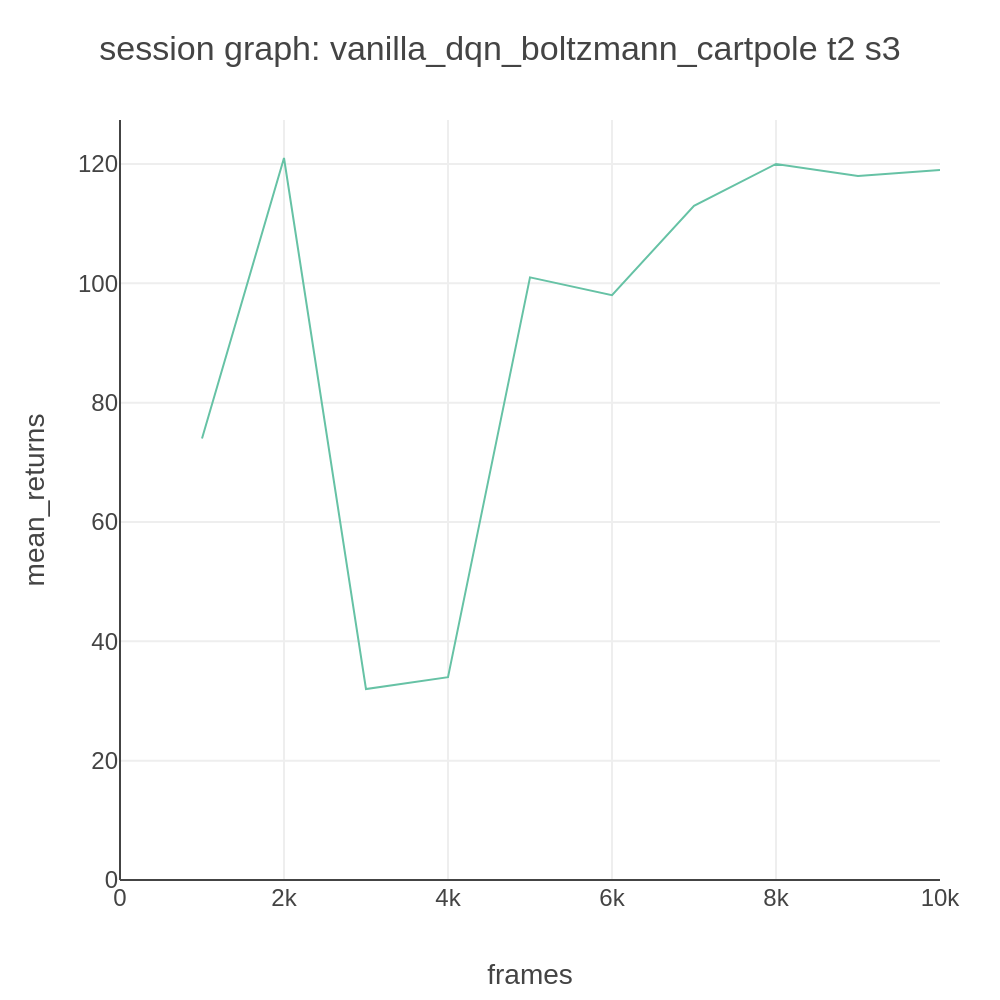 session graph: vanilla_dqn_boltzmann_cartpole t2 s3
120
100
80
60
40
20
0
0 2k 4k 6k 8k 10k
mean_returns
frames